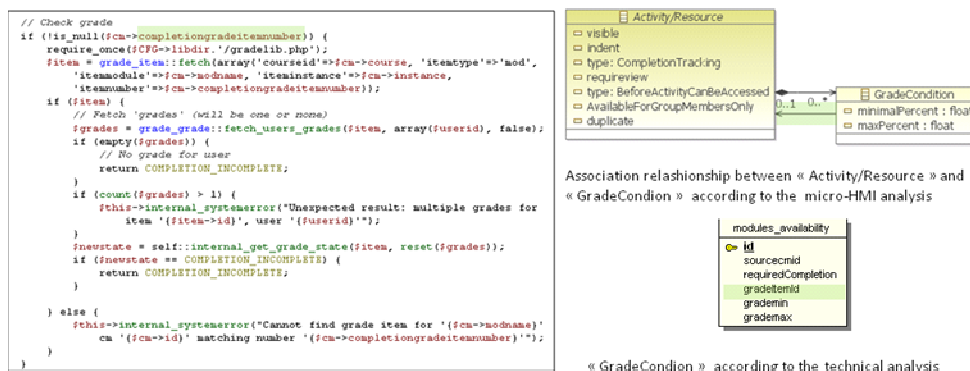 // Check grade
if (!is_null($cm->completiongradeitemnumber)) {
require_once($CFG->libdir.'/gradelib.php');
$item = grade_item::fetch(array('courseid'=>$cm->course, 'itemtype'=>'mod',
'itemmodule'=>$cm->modname, 'iteminstance'=>$cm->instance,
'itemnumber'=>$cm->completiongradeitemnumber));
if ($item) {
// Fetch 'grades' (will be one or none)
$grades = grade_grade::fetch_users_grades($item, array($userid), false);
if (empty($grades)) {
// No grade for user
return COMPLETION_INCOMPLETE;
}
if (count($grades) > 1) {
$this->internal_systemerror("Unexpected result: multiple grades for
item '{$item->id}', user '{$userid}'");
}
$newstate = self::internal_get_grade_state($item, reset($grades));
if ($newstate == COMPLETION_INCOMPLETE) {
return COMPLETION_INCOMPLETE;
}
} else {
$this->internal_systemerror("Cannot find grade item for '{$cm->modname}'
cm '{$cm->id}' matching number '{$cm->completiongradeitemnumber}'");
}
}
Activity/Resource
visible
indent
type: CompletionTracking
requireview
type: BeforeActivityCanBeAccessed
AvailableForGroupMembersOnly
duplicate
0..1 0..*
GradeCondition
minimalPercent : float
maxPercent : float
Association relashionship between « Activity/Resource » and
« GradeCondion » according to the micro-HMI analysis
modules_availability
id
sourcecmid
requiredCompletion
gradeitemid
grademin
grademax
« GradeCondion » according to the technical analysis